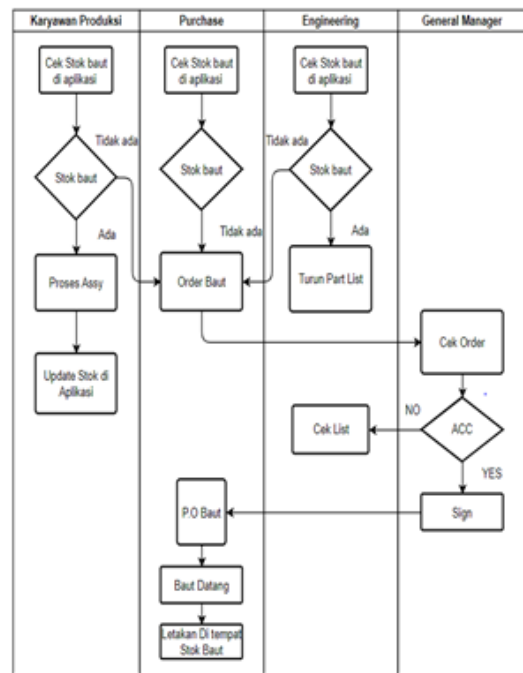 Karyawan Produksi
Purchase
Engineering
General Manager
Cek Stok baut
di aplikasi
Cek Stok baut
di aplikasi
Cek Stok baut
di aplikasi
Tidak ada
Tidak ada
Stok baut
Stok baut
Stok baut
Ada
Tidak ada
Ada
Proses Assy
Order Baut
Turun Part List
Cek Order
Update Stok di
Aplikasi
NO
Cek List
ACC
YES
P.O Baut
Sign
Baut Datang
Letakan Di tempat
Stok Baut